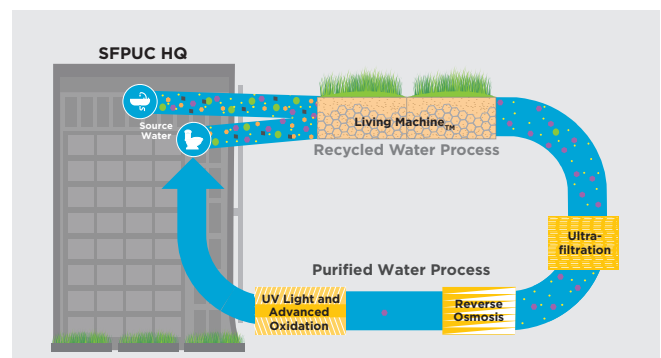 SFPUC HQ
Source
Water
Living Machine™
Recycled Water Process
Ultra-
filtration
Purified Water Process
UV Light and
Advanced
Oxidation
Reverse
Osmosis